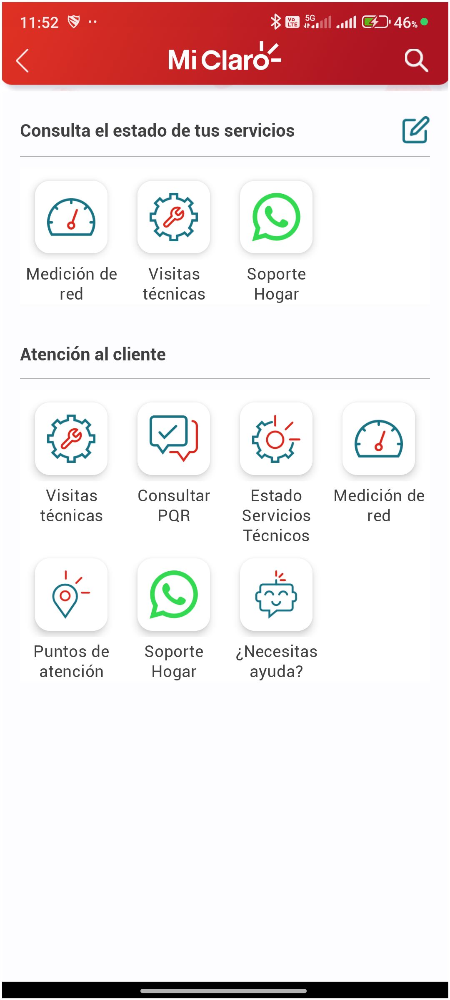 11:52 Vo LTE 5G 46%
Mi Claro
Consulta el estado de tus servicios
Medición de red
Visitas técnicas
Soporte Hogar
Atención al cliente
Visitas técnicas
Consultar PQR
Estado Servicios Técnicos
Medición de red
Puntos de atención
Soporte Hogar
¿Necesitas ayuda?